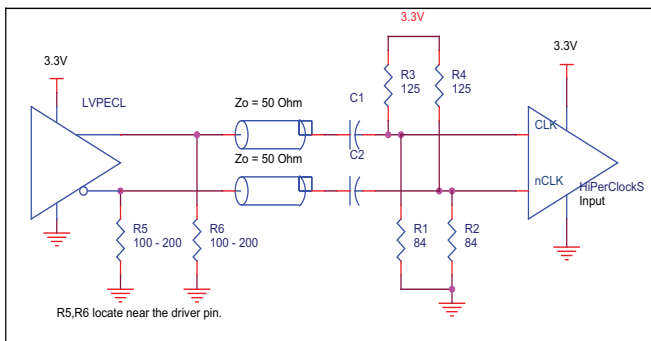 3.3V
3.3V
3.3V
LVPECL
R3
125
R4
125
Zo = 50 Ohm
C1
CLK
Zo = 50 Ohm
C2
nCLK
HiPerClockS
Input
R5
100 - 200
R6
100 - 200
R1
84
R2
84
R5,R6 locate near the driver pin.